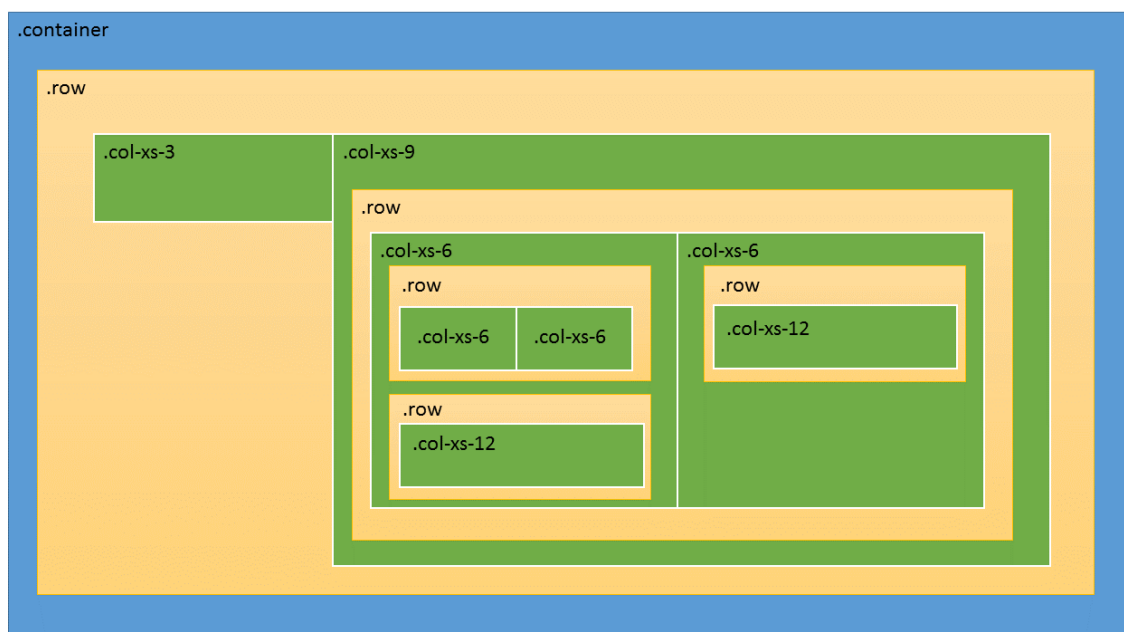 .container
.row
.col-xs-3
.col-xs-9
.row
.col-xs-6
.col-xs-6
.row
.row
.col-xs-6
.col-xs-6
.col-xs-12
.row
.col-xs-12